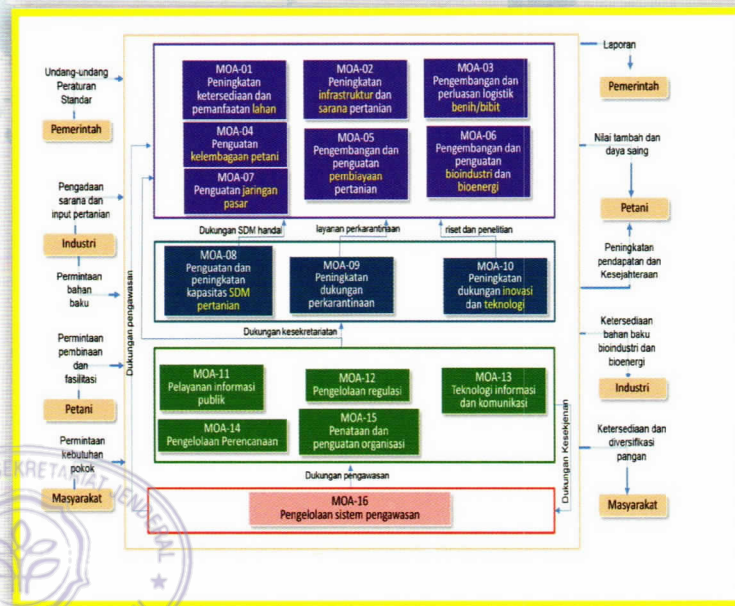 Undang-undang
Peraturan
Standar
Pemerintah
Pengadaan
sarana dan
input pertanian
Industri
Permintaan
bahan
baku
Permintaan
pembinaan
dan
fasilitasi
Petani
Permintaan
kebutuhan
pokok
Masyarakat
Dukungan pengawasan
MOA-01
Peningkatan
ketersediaan dan
pemanfaatan lahan
MOA-02
Peningkatan
infrastruktur dan
sarana pertanian
MOA-03
Pengembangan dan
perluasan logistik
benih/bibit
MOA-04
Penguatan
kelembagaan petani
MOA-05
Pengembangan dan
penguatan
pembiayaan
pertanian
MOA-06
Pengembangan dan
penguatan
bioindustri dan
bioenergi
MOA-07
Penguatan jaringan
pasar
Dukungan SDM handal
layanan perkarantinaan
riset dan penelitian
MOA-08
Penguatan dan
peningkatan
kapasitas SDM
pertanian
MOA-09
Peningkatan
dukungan
perkarantinaan
MOA-10
Peningkatan
dukungan inovasi
dan teknologi
Dukungan kesekretariatan
MOA-11
Pelayanan informasi
publik
MOA-12
Pengelolaan regulasi
MOA-13
Teknologi informasi
dan komunikasi
MOA-14
Pengelolaan Perencanaan
MOA-15
Penataan dan
penguatan organisasi
Dukungan pengawasan
Dukungan Kesekjenan
MOA-16
Pengelolaan sistem pengawasan
Laporan
Pemerintah
Nilai tambah dan
daya saing
Petani
Peningkatan
pendapatan dan
Kesejahteraan
Ketersediaan
bahan baku
bioindustri dan
bioenergi
Industri
Ketersediaan dan
diversifikasi
pangan
Masyarakat
SEKRETARIAT JENDERAL